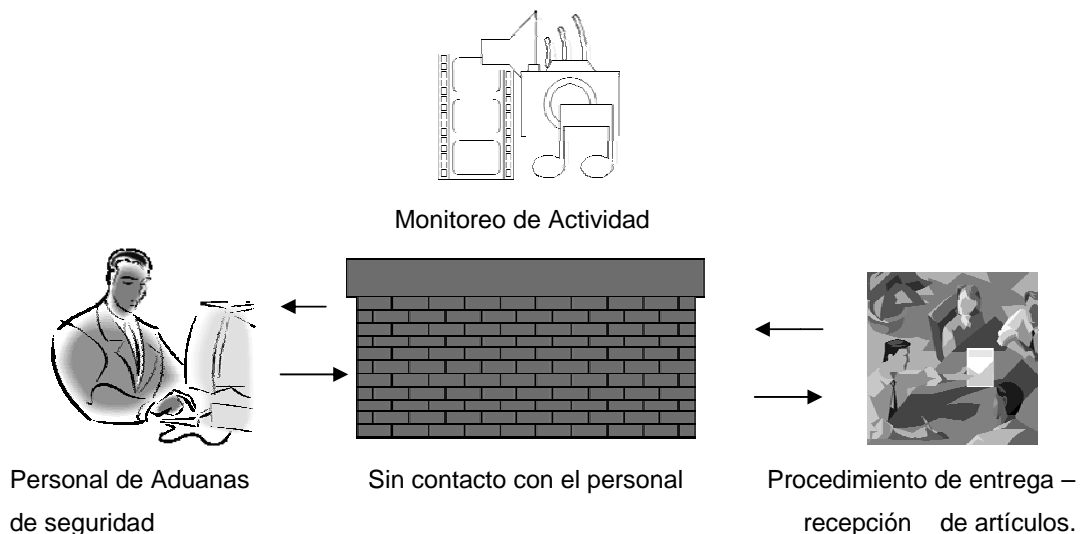 Monitoreo de Actividad
Personal de Aduanas
de seguridad
Sin contacto con el personal
Procedimiento de entrega –
recepción de artículos.